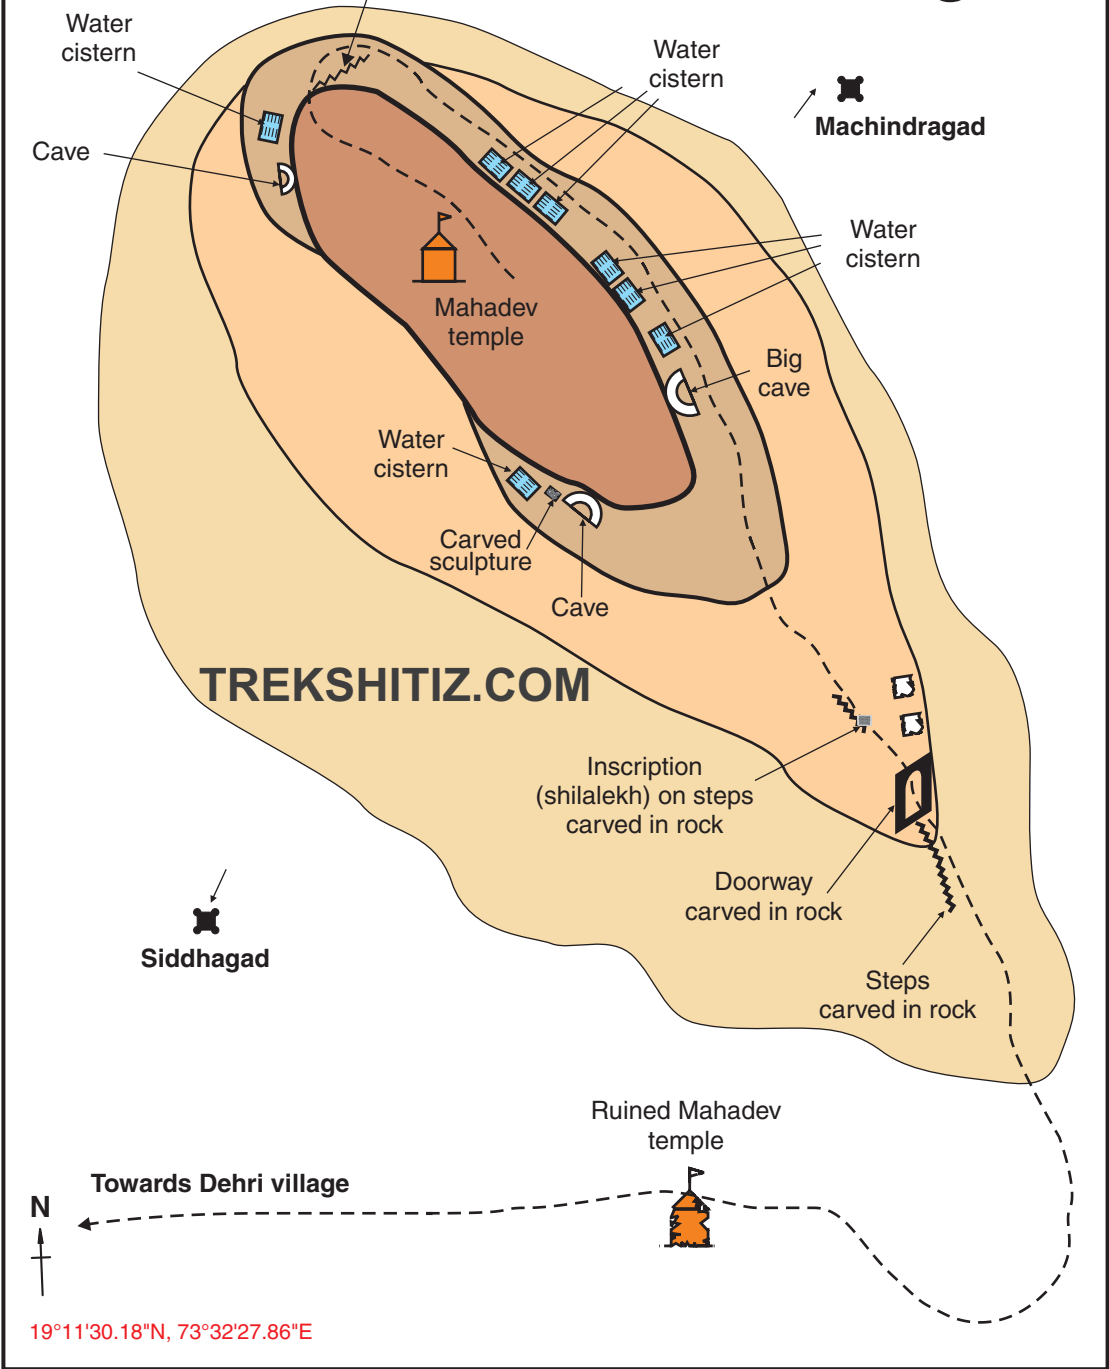 Water
cistern
Water
cistern
Machindragad
Cave
Water
cistern
Mahadev
temple
Big
cave
Water
cistern
Carved
sculpture
Cave
TREKSHITIZ.COM
Inscription
(shilalekh) on steps
carved in rock
Doorway
carved in rock
Siddhagad
Steps
carved in rock
Ruined Mahadev
temple
Towards Dehri village
N
19°11'30.18"N, 73°32'27.86"E